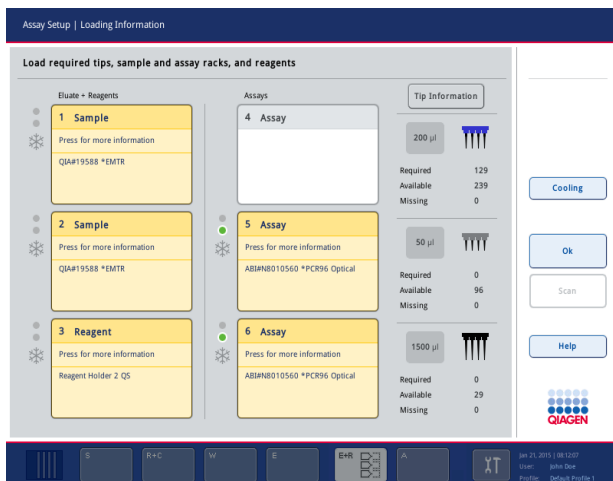 Assay Setup | Loading Information
Load required tips, sample and assay racks, and reagents
Eluate + Reagents
Assays
Tip Information
1 Sample
Press for more information
QIA#19588 *EMTR
4 Assay
200 µl
Required 129
Available 239
Missing 0
2 Sample
Press for more information
QIA#19588 *EMTR
5 Assay
Press for more information
ABI#N8010560 *PCR96 Optical
50 µl
Required 0
Available 96
Missing 0
3 Reagent
Press for more information
Reagent Holder 2 QS
6 Assay
Press for more information
ABI#N8010560 *PCR96 Optical
1500 µl
Required 0
Available 29
Missing 0
Cooling
Ok
Scan
Help
QIAGEN
S
R+C
W
E
E+R
A
Jan 21, 2015 | 08:12:07
User: John Doe
Profile: Default Profile 1